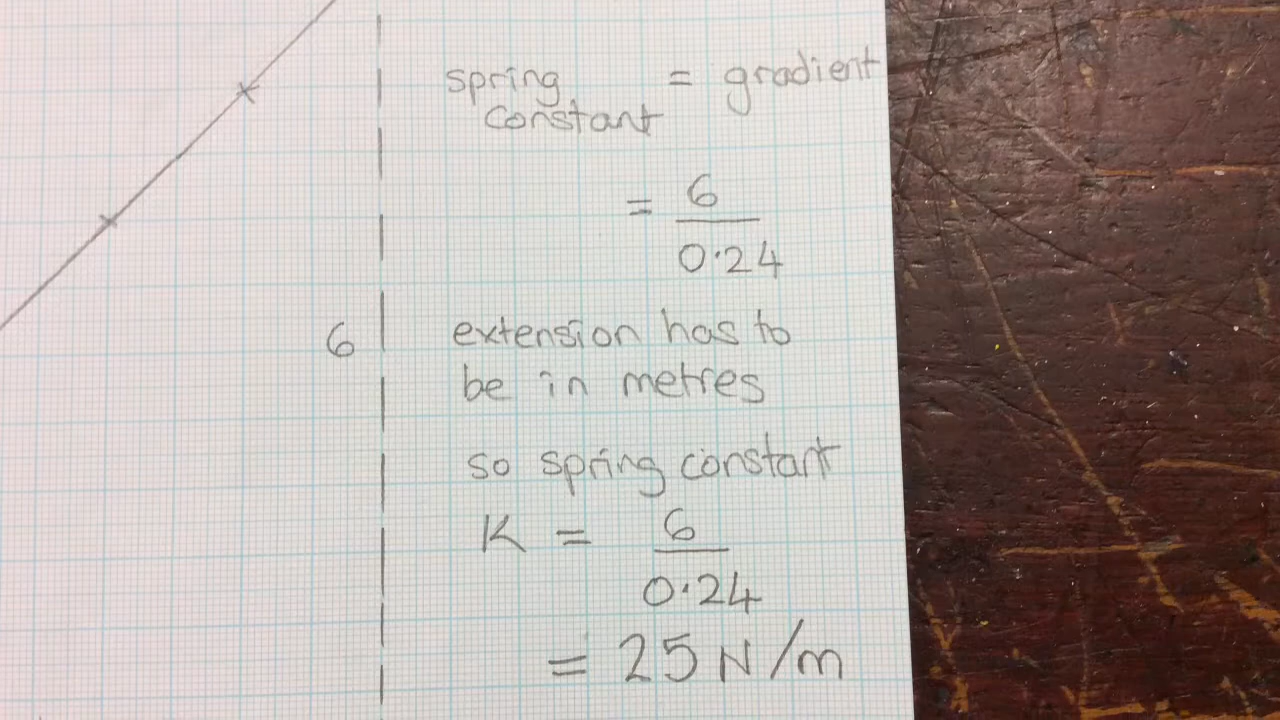 spring = gradient
constant
= 6
0.24
6
extension has to
be in metres
so spring constant
K = 6
0.24
= 25 N/m